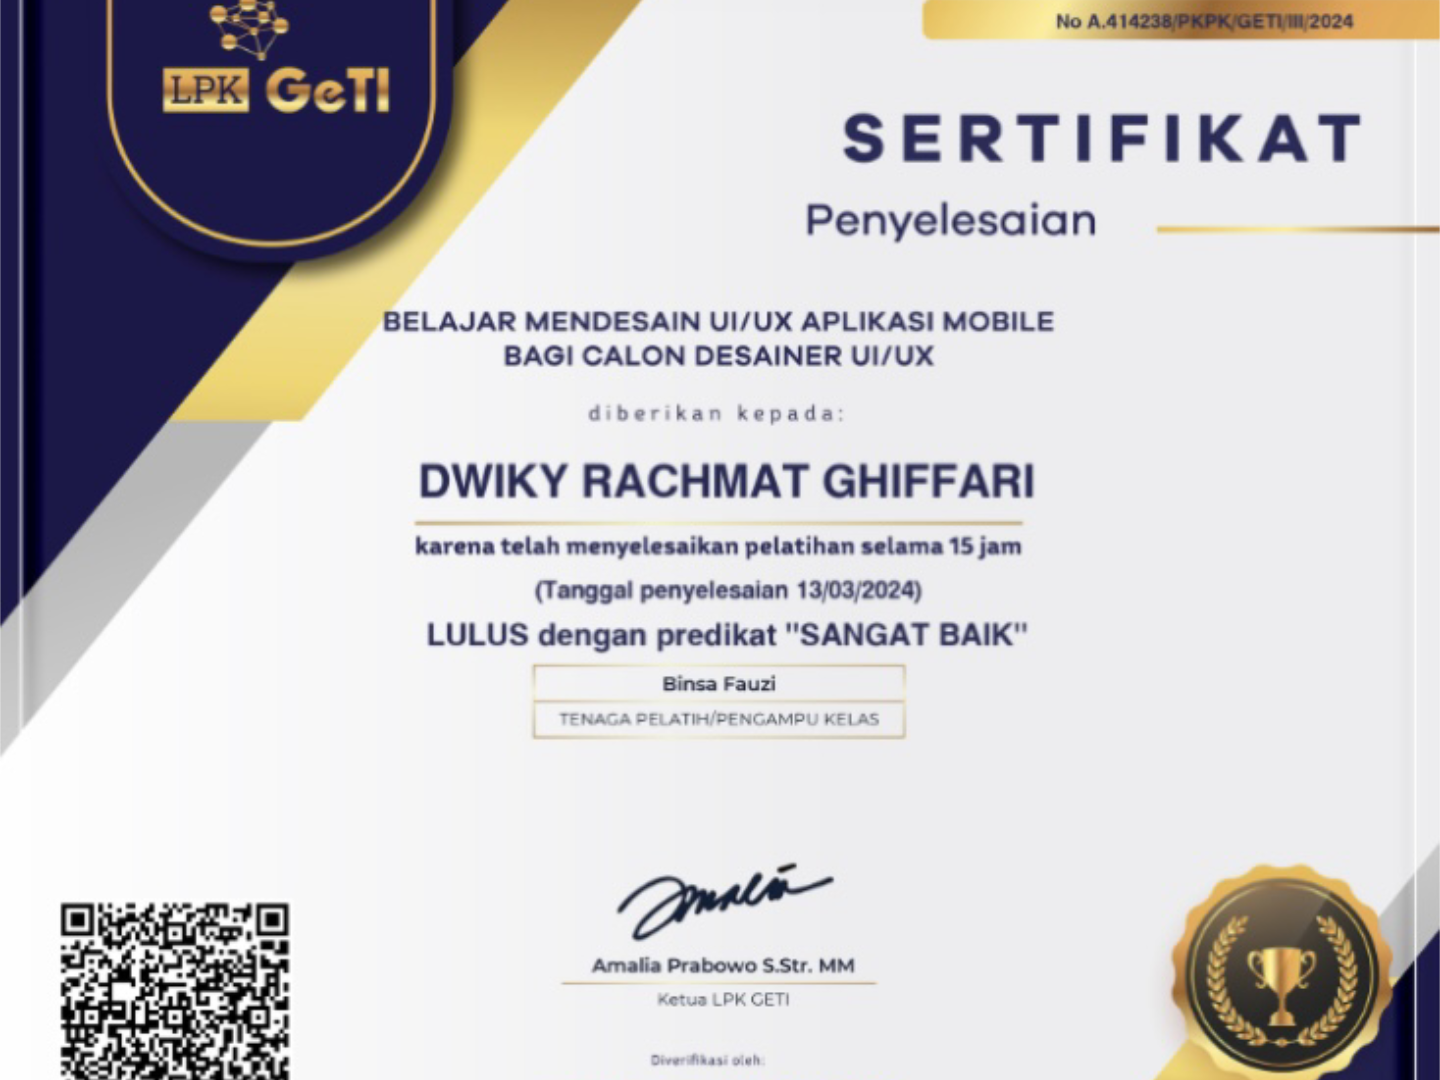 LPK GeTI
No A.414238/PKPK/GETI/III/2024
SERTIFIKAT
Penyelesaian
BELAJAR MENDESAIN UI/UX APLIKASI MOBILE
BAGI CALON DESAINER UI/UX
diberikan kepada:
DWIKY RACHMAT GHIFFARI
karena telah menyelesaikan pelatihan selama 15 jam
(Tanggal penyelesaian 13/03/2024)
LULUS dengan predikat "SANGAT BAIK"
Binsa Fauzi
TENAGA PELATIH/PENGAMPU KELAS
Amalia
Amalia Prabowo S.Str. MM
Ketua LPK GETI
Diverifikasi oleh: